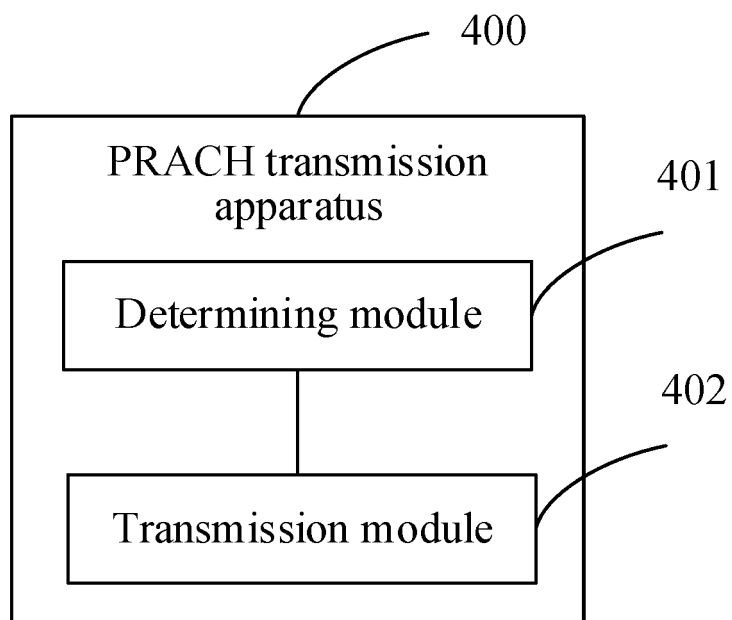 400
PRACH transmission
apparatus
401
Determining module
402
Transmission module